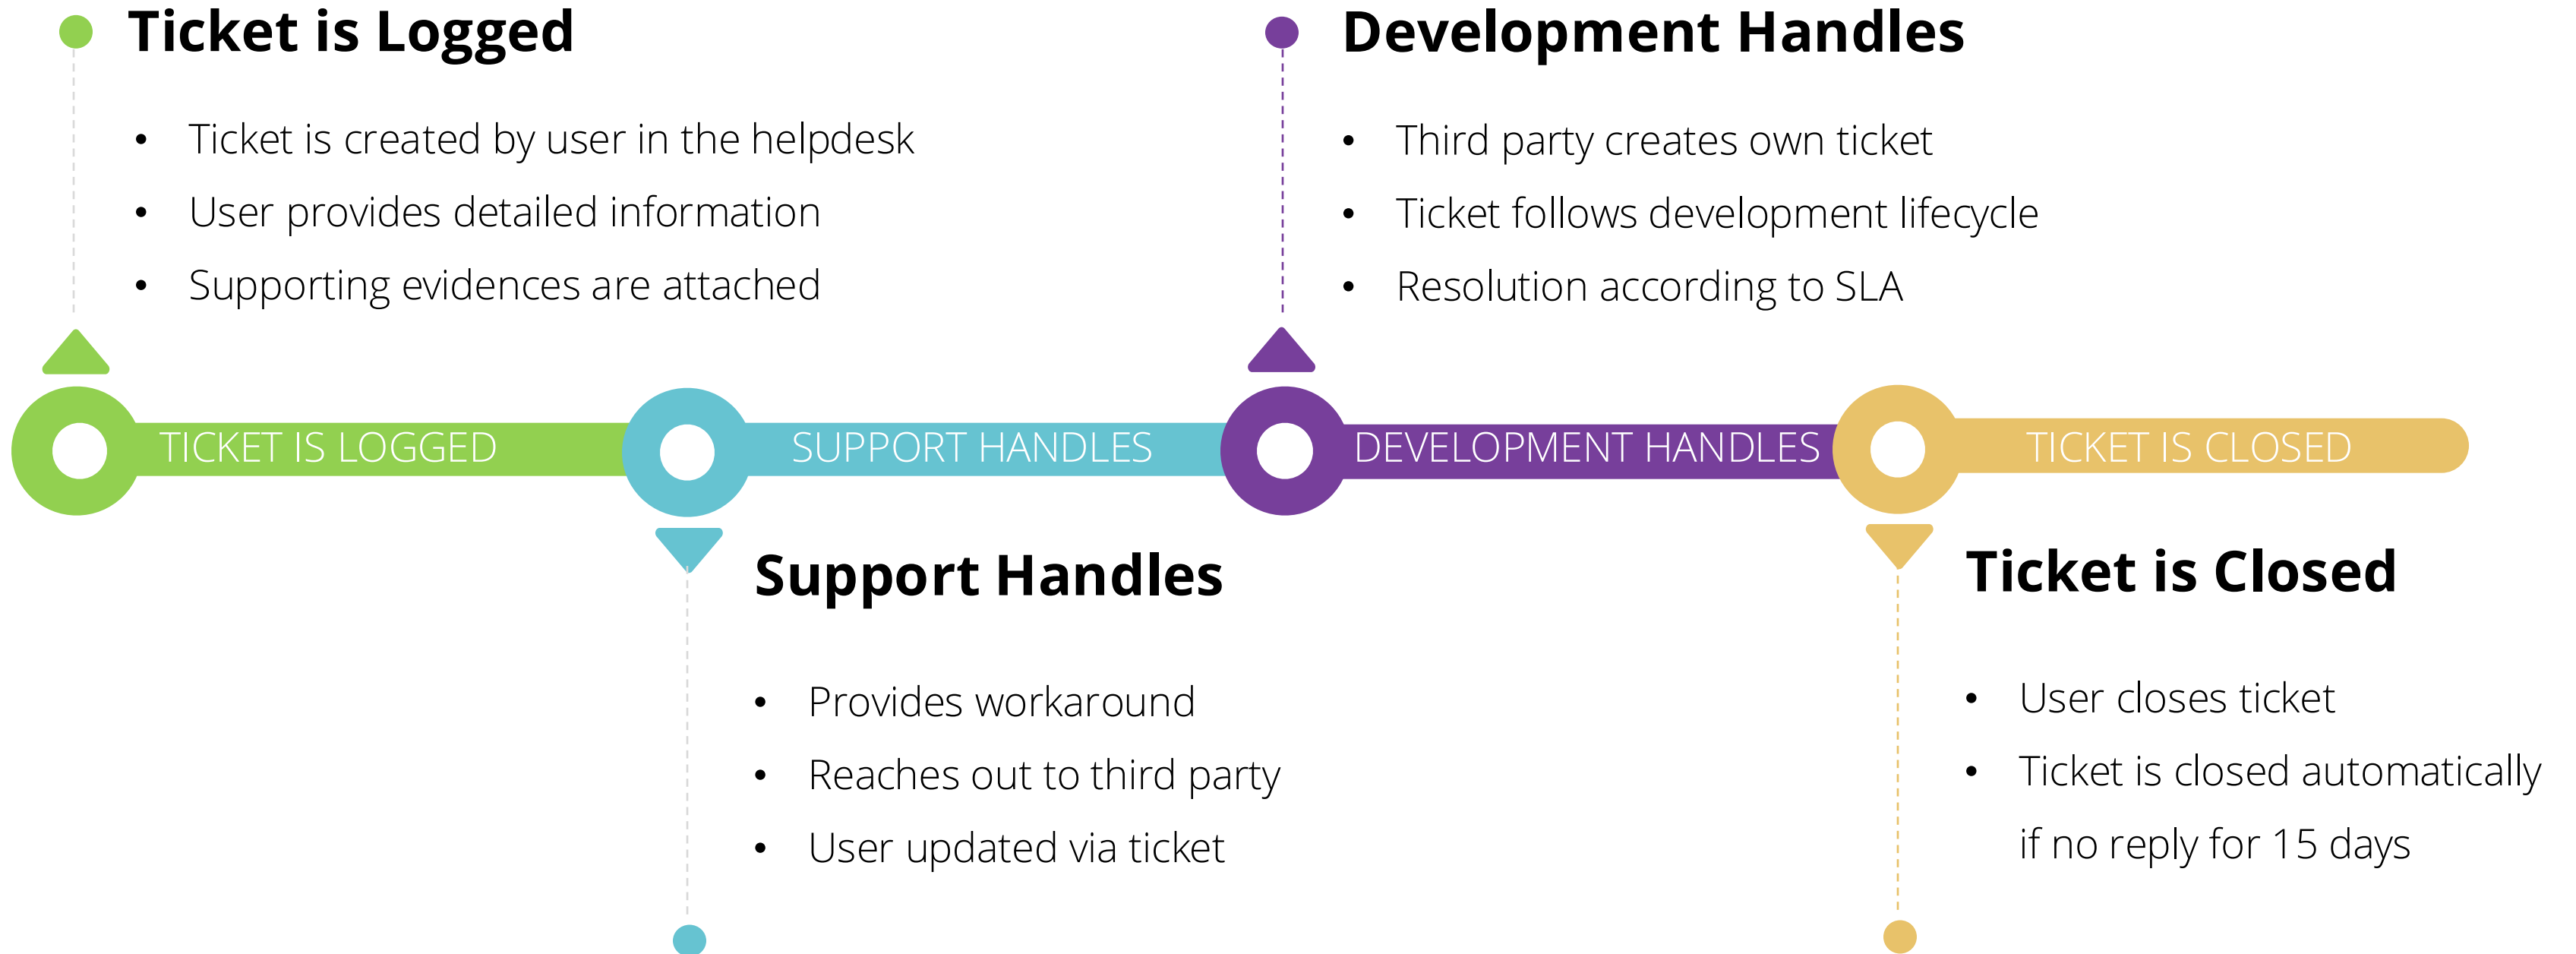 Ticket is Logged
• Ticket is created by user in the helpdesk
• User provides detailed information
• Supporting evidences are attached
Development Handles
• Third party creates own ticket
• Ticket follows development lifecycle
• Resolution according to SLA
TICKET IS LOGGED
SUPPORT HANDLES
DEVELOPMENT HANDLES
TICKET IS CLOSED
Support Handles
• Provides workaround
• Reaches out to third party
• User updated via ticket
Ticket is Closed
• User closes ticket
• Ticket is closed automatically
if no reply for 15 days